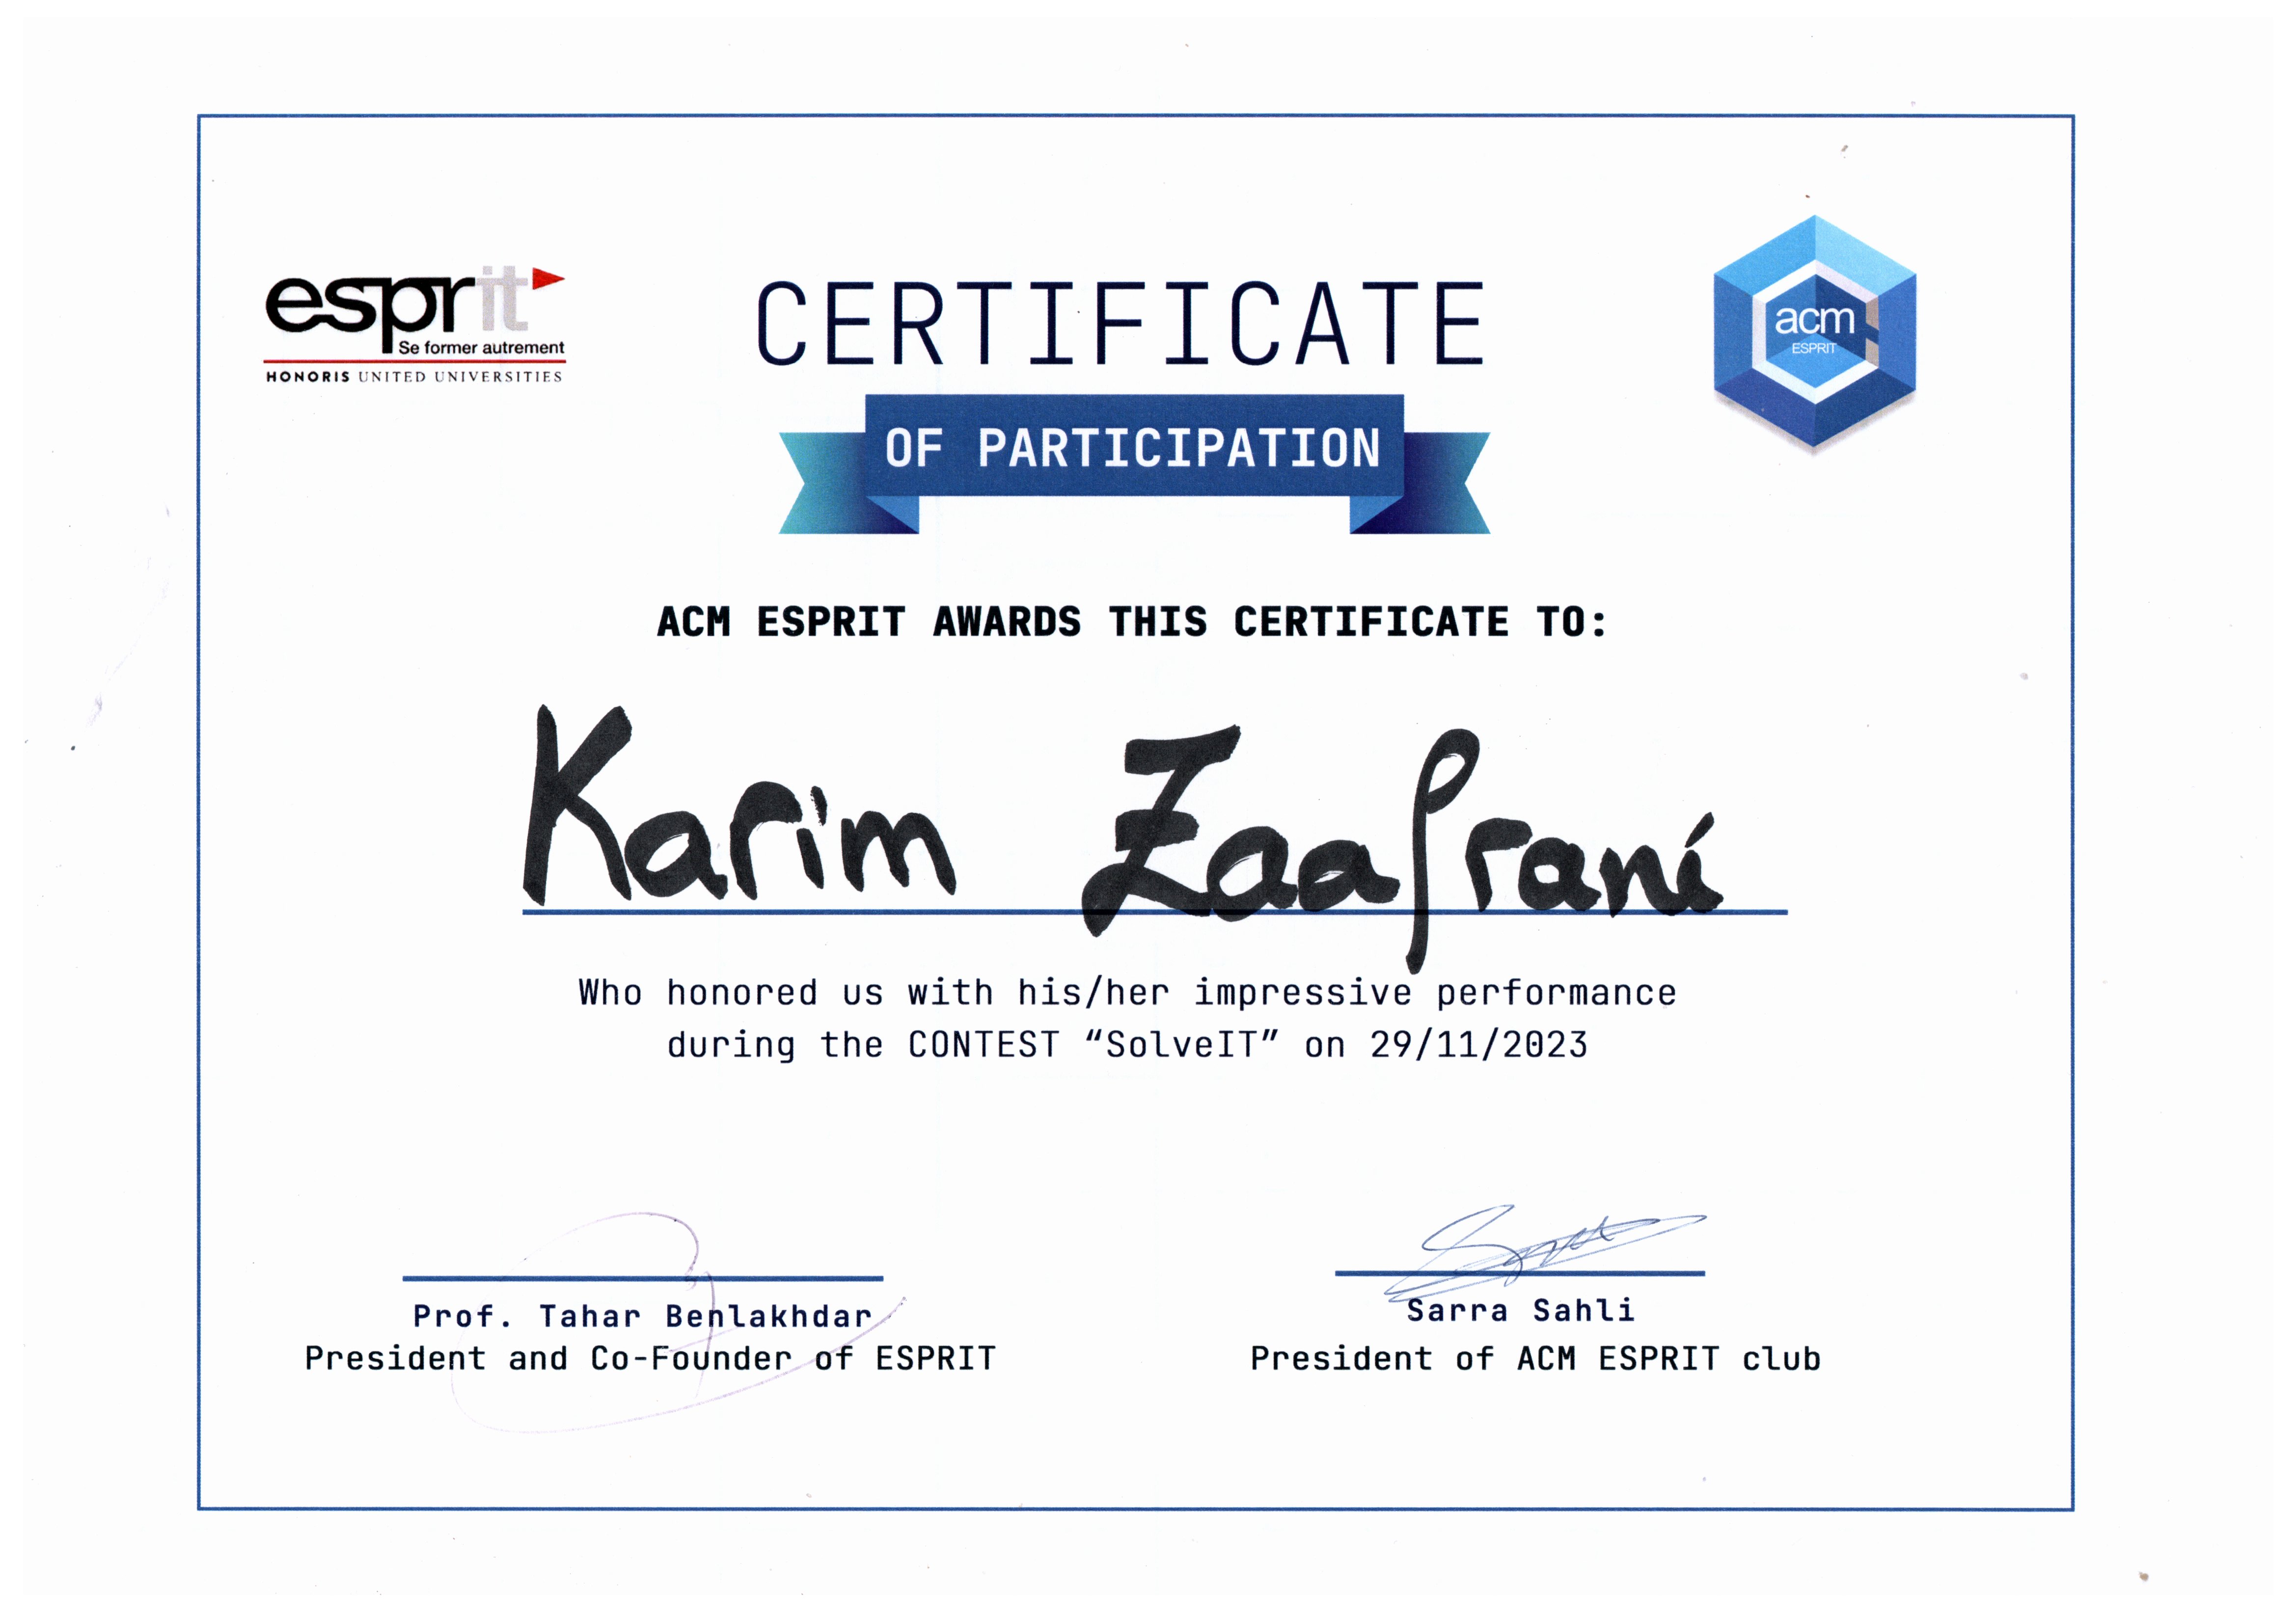 esprit
Se former autrement
HONORIS UNITED UNIVERSITIES
CERTIFICATE
OF PARTICIPATION
acm
ESPRIT
ACM ESPRIT AWARDS THIS CERTIFICATE TO:
Karim Zaafrani
Who honored us with his/her impressive performance
during the CONTEST “SolveIT” on 29/11/2023
Prof. Tahar Benlakhdar
President and Co-Founder of ESPRIT
Sarra Sahli
President of ACM ESPRIT club